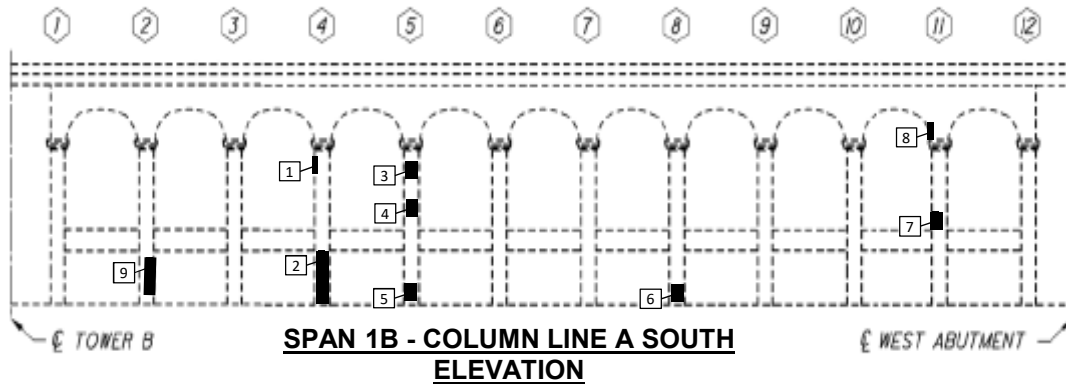 1 2 3 4 5 6 7 8 9 10 11 12
8
1
3
4
7
2
9
5
6
℄ TOWER B
SPAN 1B - COLUMN LINE A SOUTH
ELEVATION
℄ WEST ABUTMENT